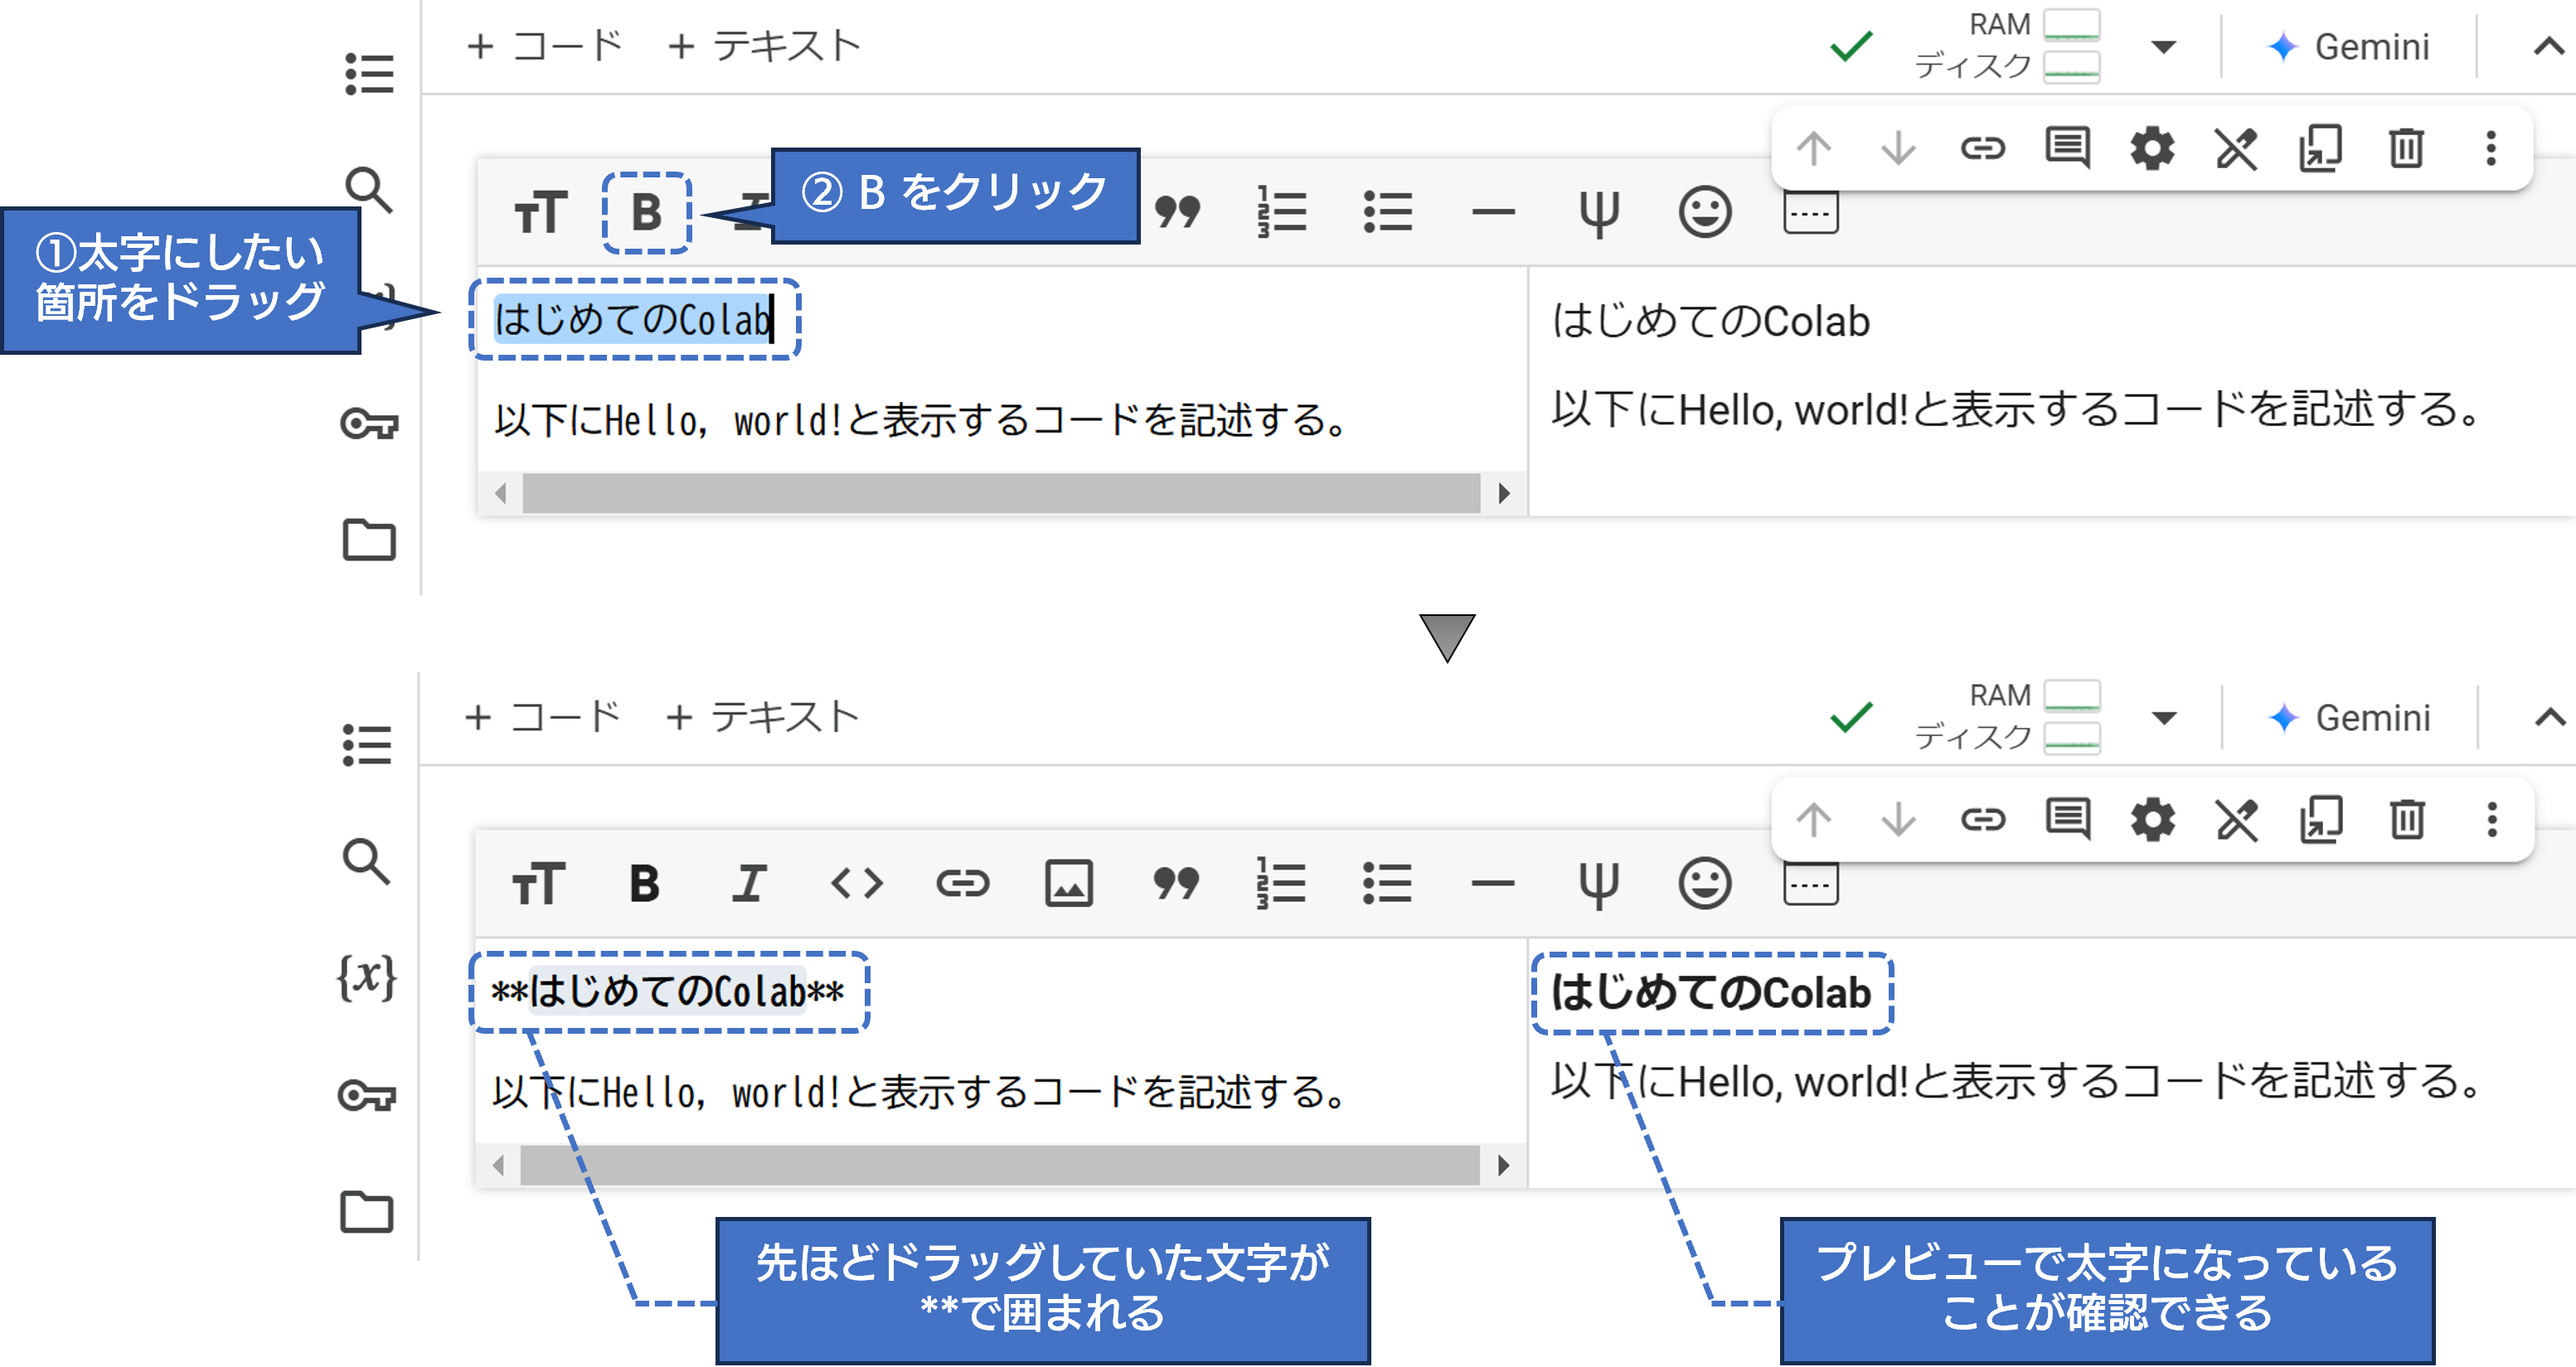 + コード + テキスト
RAM
ディスク
Gemini
② B をクリック
①太字にしたい
箇所をドラッグ
はじめてのColab
以下にHello, world!と表示するコードを記述する。
はじめてのColab
以下にHello, world!と表示するコードを記述する。
+ コード + テキスト
RAM
ディスク
Gemini
**はじめてのColab**
以下にHello, world!と表示するコードを記述する。
はじめてのColab
以下にHello, world!と表示するコードを記述する。
先ほどドラッグしていた文字が
**で囲まれる
プレビューで太字になっている
ことが確認できる